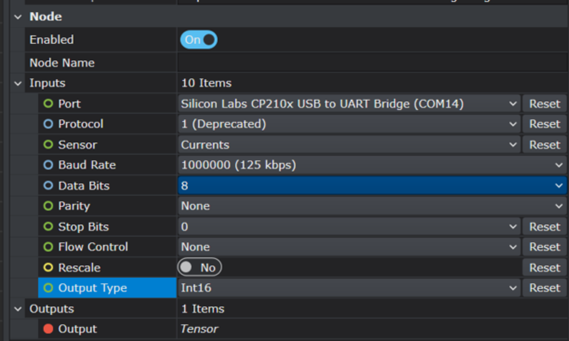 Node
Enabled On
Node Name
Inputs 10 Items
Port Silicon Labs CP210x USB to UART Bridge (COM14) Reset
Protocol 1 (Deprecated) Reset
Sensor Currents Reset
Baud Rate 1000000 (125 kbps)
Data Bits 8
Parity None
Stop Bits 0 Reset
Flow Control None Reset
Rescale No Reset
Output Type Int16 Reset
Outputs 1 Items
Output Tensor